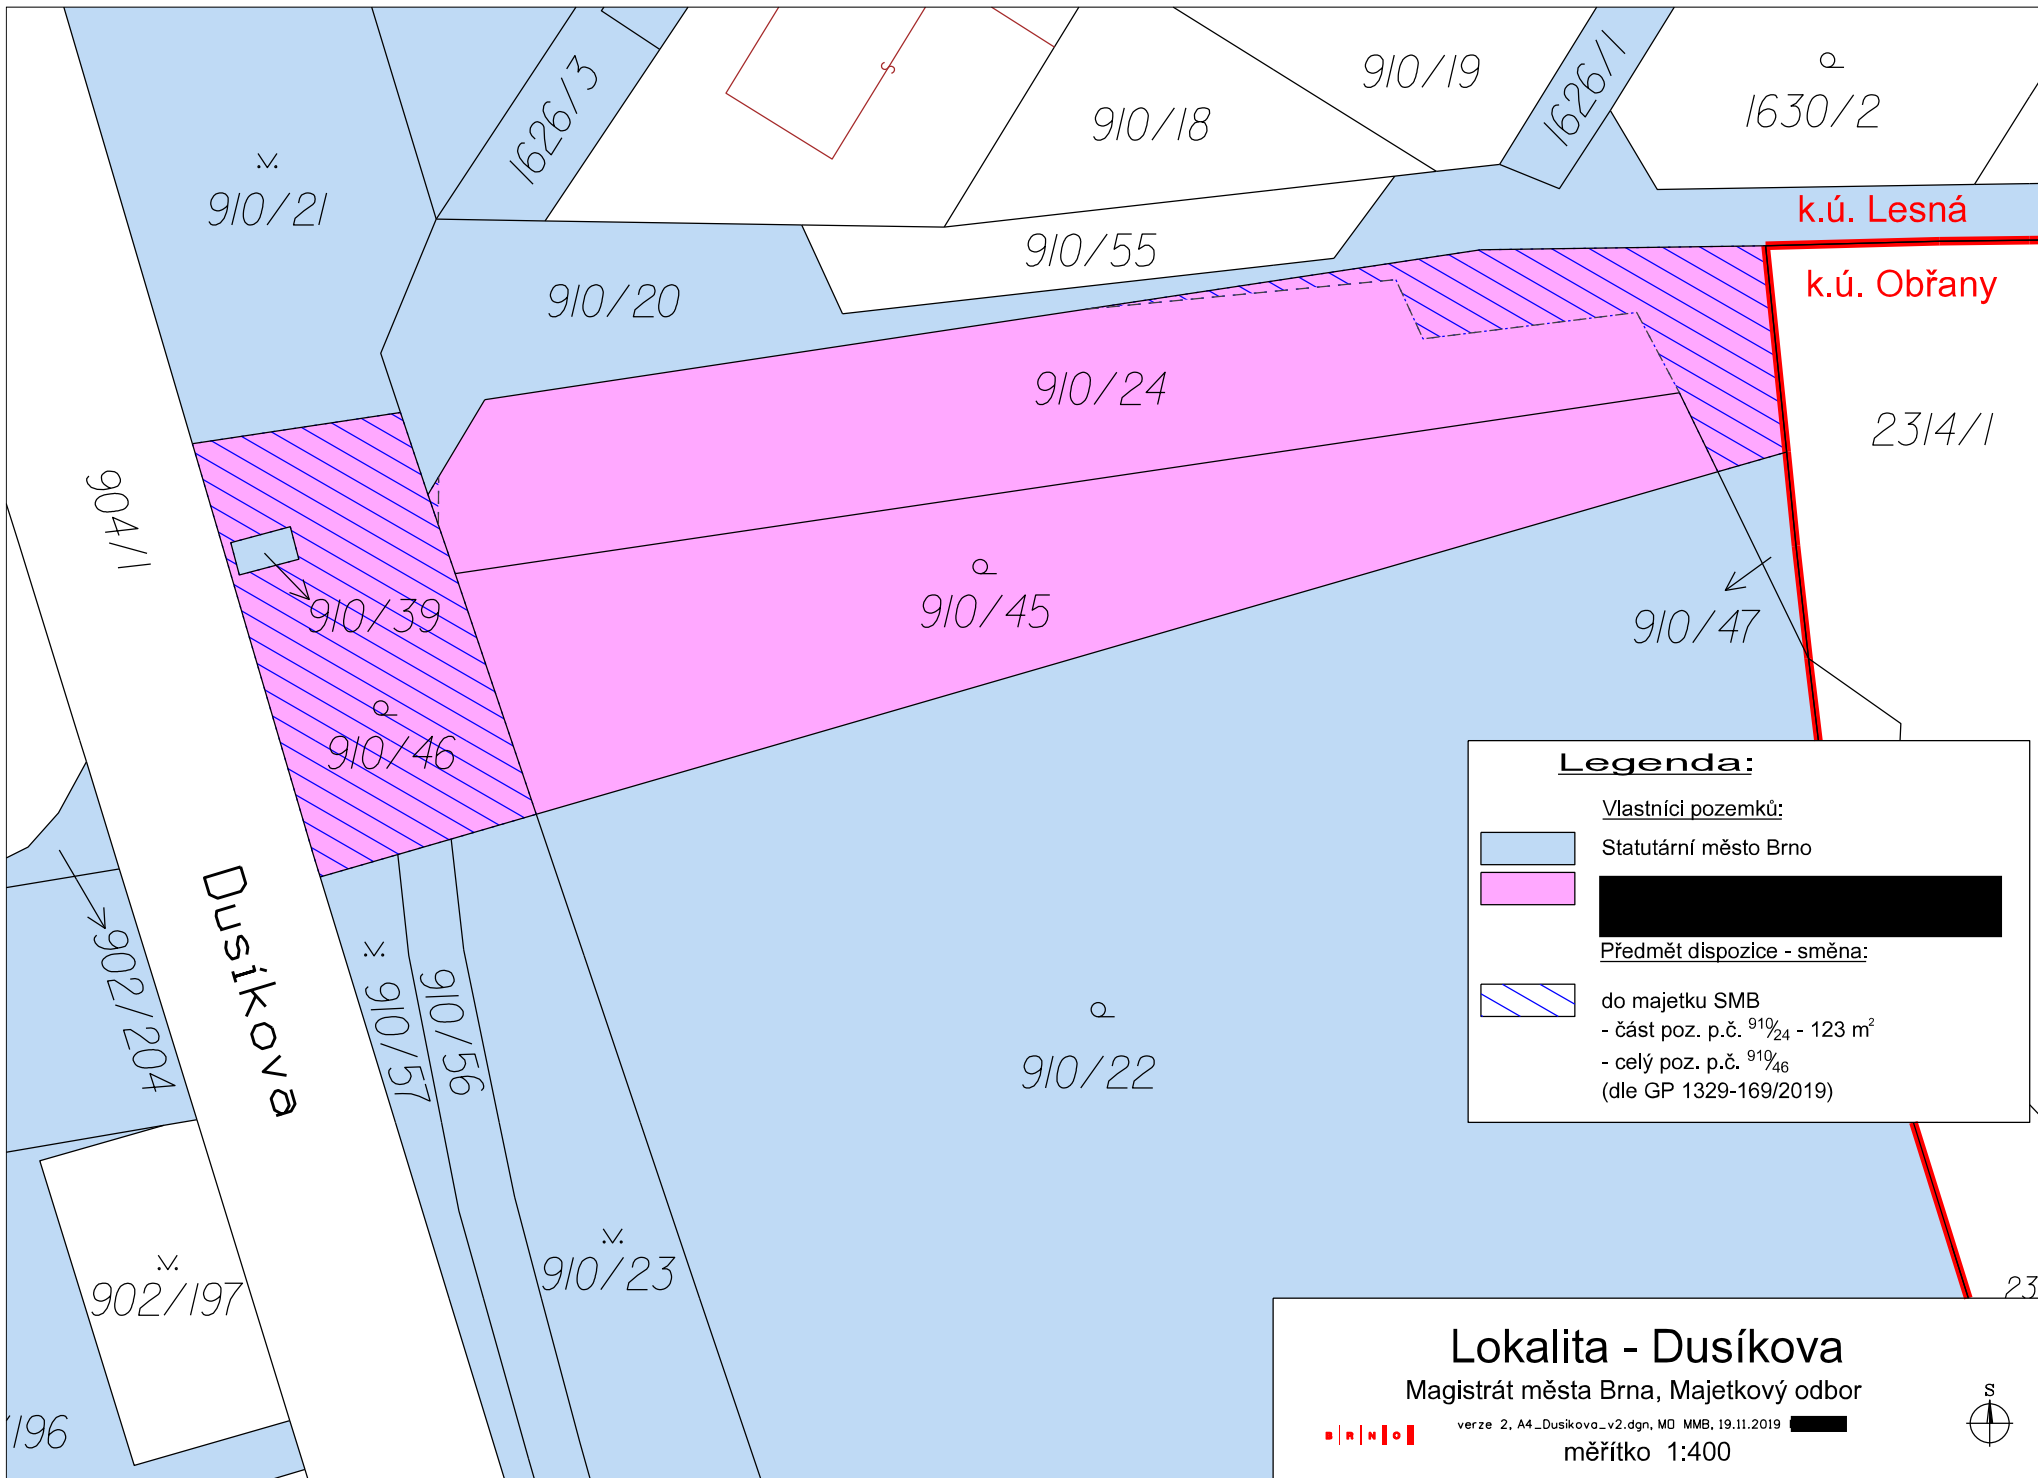 910/19
1626/1
1630/2
1626/3
910/18
910/21
k.ú. Lesná
910/55
k.ú. Obřany
910/20
910/24
2314/1
904/1
910/39
910/45
910/47
910/46
Legenda:
Vlastníci pozemků:
Statutární město Brno
Předmět dispozice - směna:
do majetku SMB
- část poz. p.č. 910/24 - 123 m²
- celý poz. p.č. 910/46
(dle GP 1329-169/2019)
Dusíkova
902/204
910/57
910/56
910/22
910/23
902/197
/196
23
Lokalita - Dusíkova
Magistrát města Brna, Majetkový odbor
verze 2, A4_Dusikova_v2.dgn, MO MMB, 19.11.2019
BRNO
měřítko 1:400
S